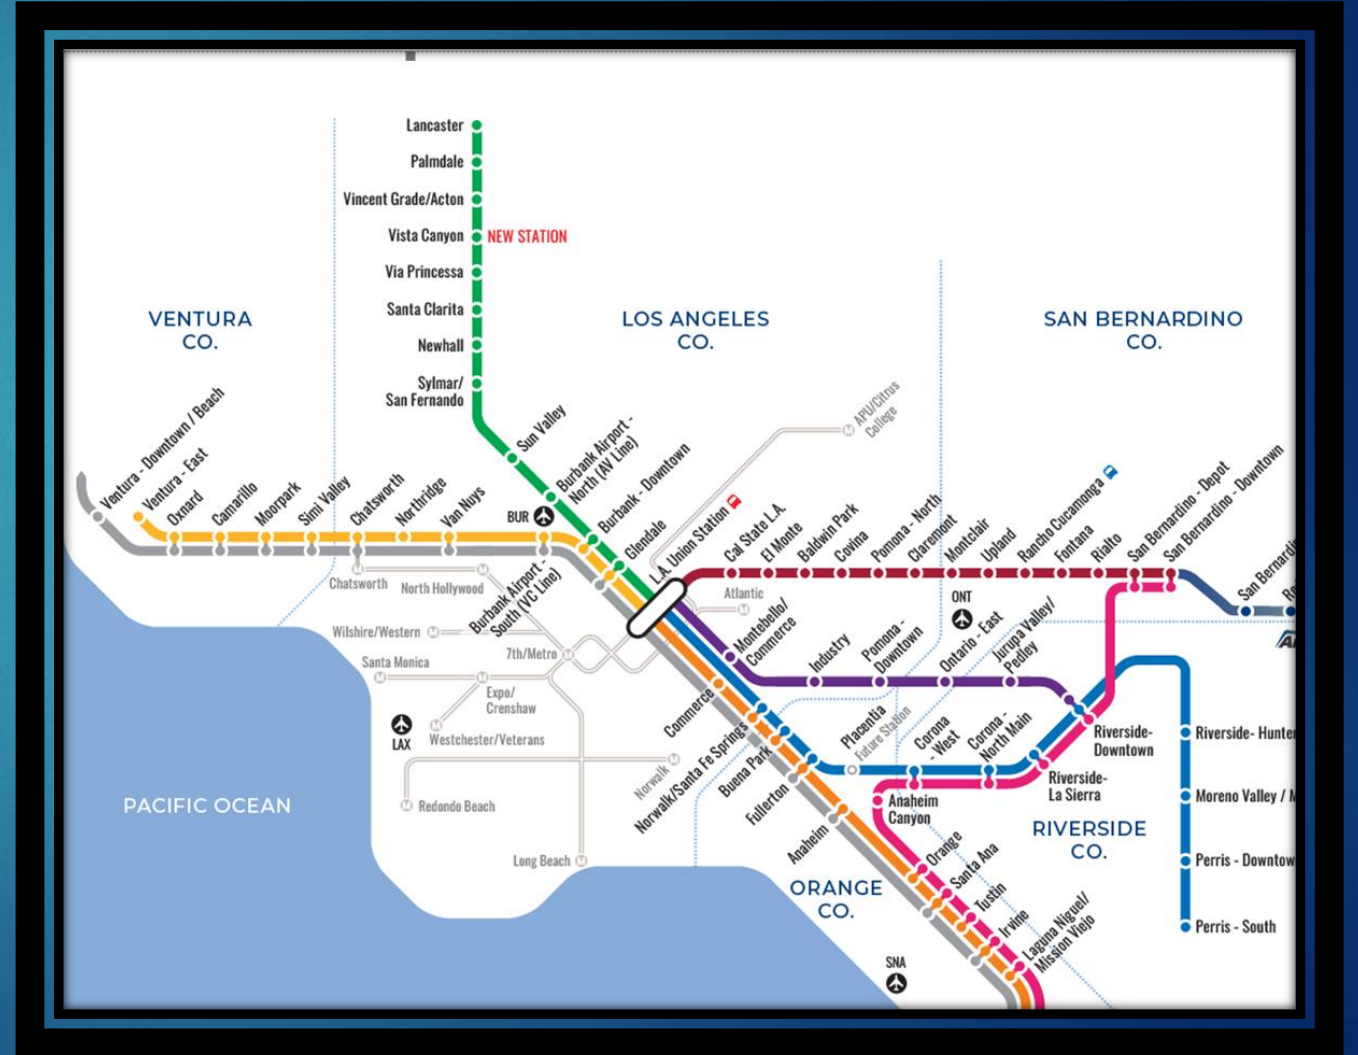 Lancaster
Palmdale
Vincent Grade/Acton
Vista Canyon
NEW STATION
Via Princessa
Santa Clarita
Newhall
Sylmar/
San Fernando
VENTURA
CO.
LOS ANGELES
CO.
SAN BERNARDINO
CO.
Ventura - Downtown / Beach
Ventura - East
Oxnard
Camarillo
Moorpark
Simi Valley
Chatsworth
Northridge
Van Nuys
BUR
Sun Valley
Burbank Airport -
North (AV Line)
Burbank - Downtown
Glendale
L.A. Union Station
APU/Citrus
College
Cal State L.A.
El Monte
Baldwin Park
Covina
Pomona - North
Claremont
Montclair
Upland
Rancho Cucamonga
Fontana
Rialto
San Bernardino - Depot
San Bernardino - Downtown
Chatsworth
North Hollywood
Burbank Airport -
South (VC Line)
Atlantic
ONT
Wilshire/Western
7th/Metro
Santa Monica
Expo/
Crenshaw
LAX
Westchester/Veterans
Redondo Beach
Norwalk
Long Beach
Montebello/
Commerce
Industry
Pomona -
Downtown
Ontario - East
Jurupa Valley/
Pedley
Commerce
Norwalk/Santa Fe Springs
Buena Park
Fullerton
Anaheim
Placentia
Future Station
Corona
- West
Corona -
North Main
Riverside-
Downtown
Riverside-
La Sierra
Riverside- Hunte
Moreno Valley /
Perris - Downtow
Perris - South
Anaheim
Canyon
RIVERSIDE
CO.
PACIFIC OCEAN
ORANGE
CO.
Orange
Santa Ana
Tustin
Irvine
Laguna Niguel/
Mission Viejo
SNA